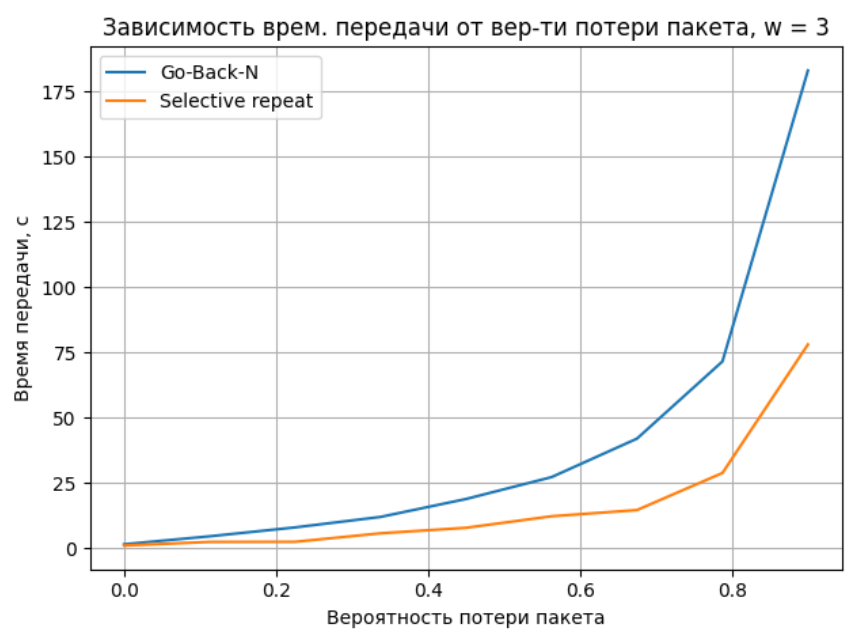 Зависимость врем. передачи от вер-ти потери пакета, w = 3
Go-Back-N
Selective repeat
Время передачи, с
175
150
125
100
75
50
25
0
0.0
0.2
0.4
0.6
0.8
Вероятность потери пакета